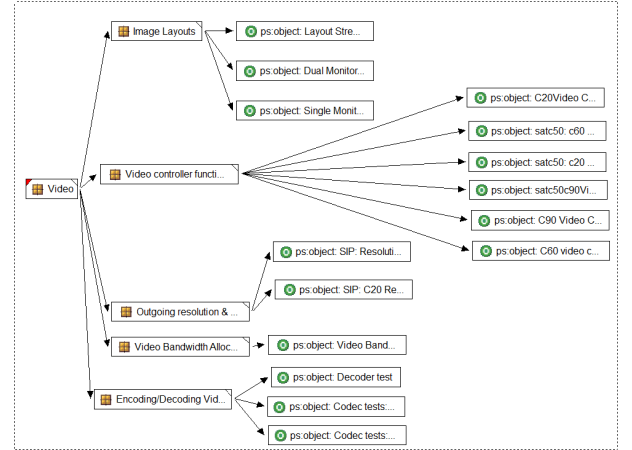 Video
Image Layouts
ps:object: Layout Stre...
ps:object: Dual Monitor...
ps:object: Single Monit...
Video controller functi...
ps:object: C20Video C...
ps:object: satc50: c60 ...
ps:object: satc50: c20 ...
ps:object: satc50c90Vi...
ps:object: C90 Video C...
ps:object: C60 video c...
Outgoing resolution & ...
ps:object: SIP: Resoluti...
ps:object: SIP: C20 Re...
Video Bandwidth Alloc...
ps:object: Video Band...
Encoding/Decoding Vid...
ps:object: Decoder test
ps:object: Codec tests:...
ps:object: Codec tests:...